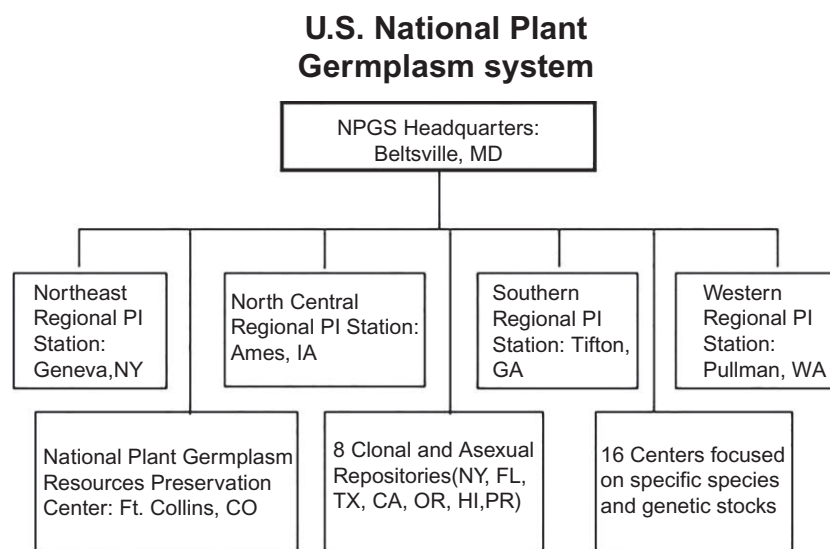 U.S. National Plant
Germplasm system
NPGS Headquarters:
Beltsville, MD
Northeast
Regional PI
Station:
Geneva,NY
North Central
Regional PI Station:
Ames, IA
Southern
Regional PI
Station: Tifton,
GA
Western
Regional PI
Station:
Pullman, WA
National Plant Germplasm
Resources Preservation
Center: Ft. Collins, CO
8 Clonal and Asexual
Repositories(NY, FL,
TX, CA, OR, HI,PR)
16 Centers focused
on specific species
and genetic stocks